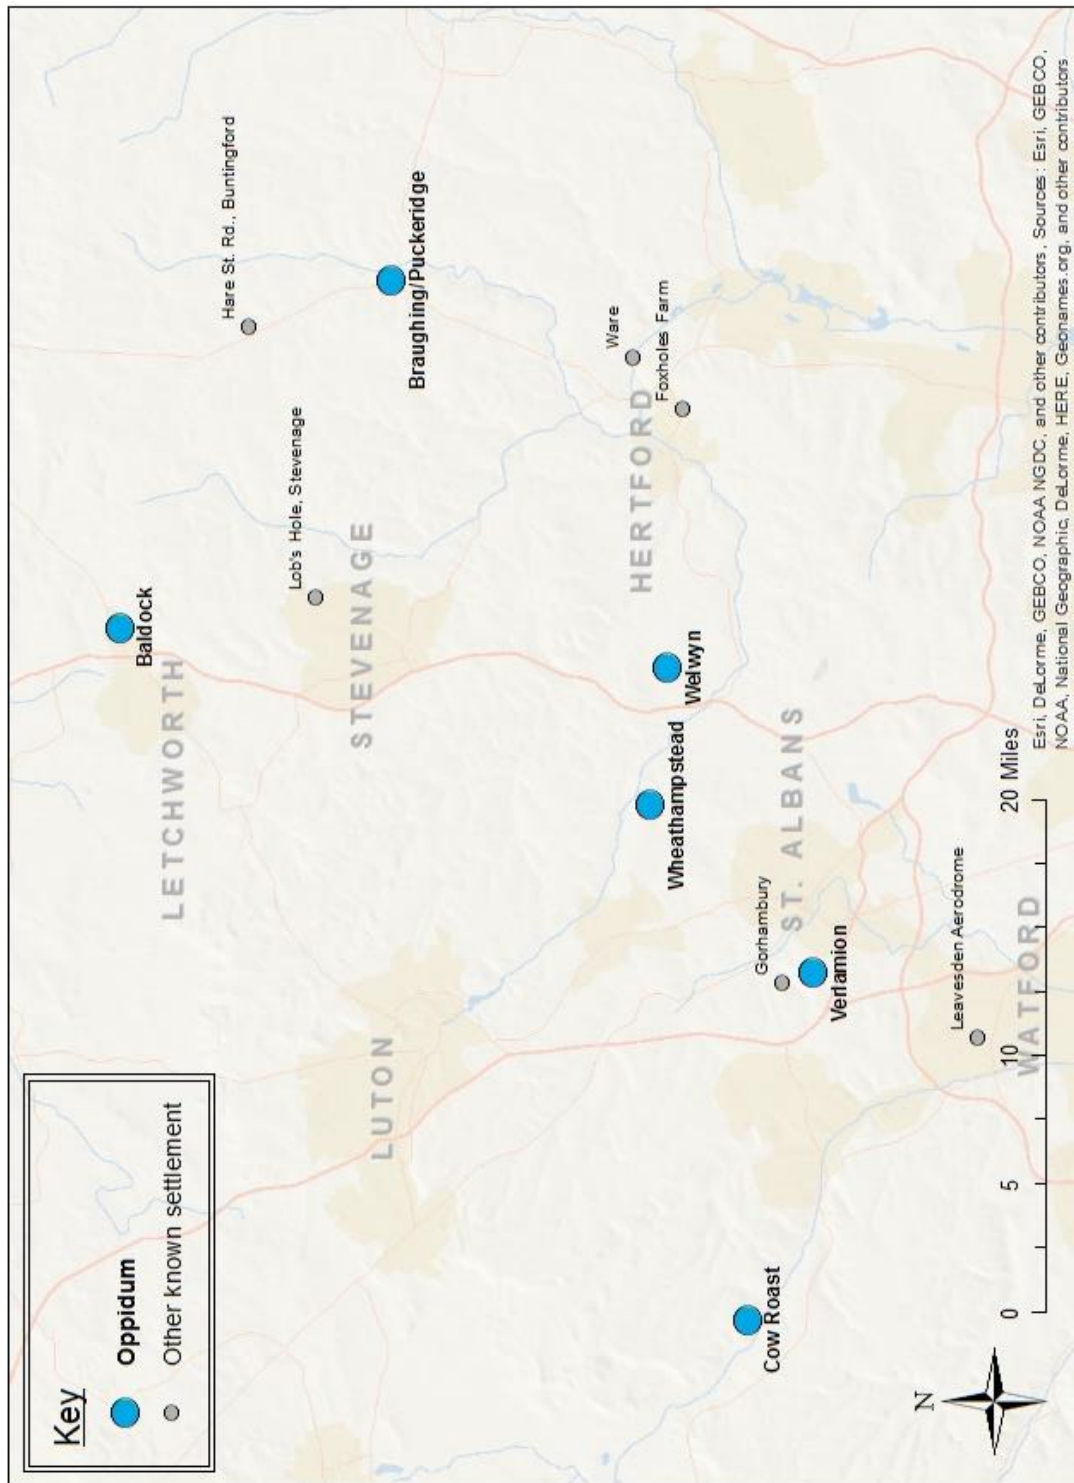 Key
Oppidum
Other known settlement
Baldock
LETCHWORTH
Hare St. Rd., Buntingford
Lob's Hole, Stevenage
STEVENAGE
Braughing/Puckeridge
LUTON
Ware
HERTFORD
Foxholes Farm
Welwyn
Wheathampstead
Cow Roast
Gorhambury
ST. ALBANS
Verlamion
Leavesden Aerodrome
WATFORD
N
0 5 10 20 Miles
Esri, DeLorme, GEBCO, NOAA NGDC, and other contributors, Sources: Esri, GEBCO,
NOAA, National Geographic, DeLorme, HERE, Geonames.org, and other contributors